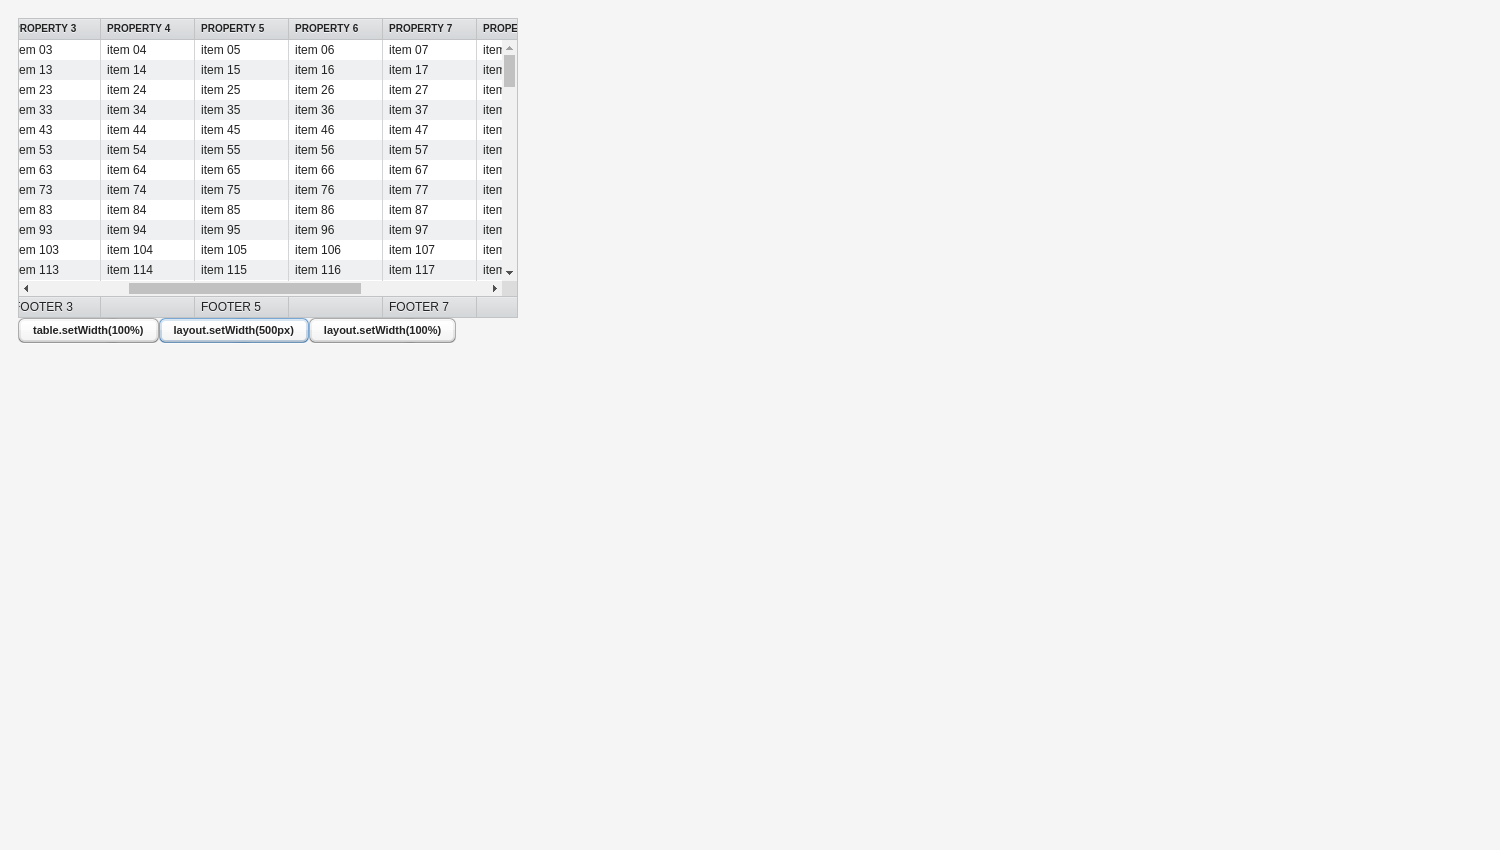 ROPERTY 3 PROPERTY 4 PROPERTY 5 PROPERTY 6 PROPERTY 7 PROPE
em 03 item 04 item 05 item 06 item 07 item
em 13 item 14 item 15 item 16 item 17 item
em 23 item 24 item 25 item 26 item 27 item
em 33 item 34 item 35 item 36 item 37 item
em 43 item 44 item 45 item 46 item 47 item
em 53 item 54 item 55 item 56 item 57 item
em 63 item 64 item 65 item 66 item 67 item
em 73 item 74 item 75 item 76 item 77 item
em 83 item 84 item 85 item 86 item 87 item
em 93 item 94 item 95 item 96 item 97 item
em 103 item 104 item 105 item 106 item 107 item
em 113 item 114 item 115 item 116 item 117 item
FOOTER 3 FOOTER 5 FOOTER 7
table.setWidth(100%) layout.setWidth(500px) layout.setWidth(100%)